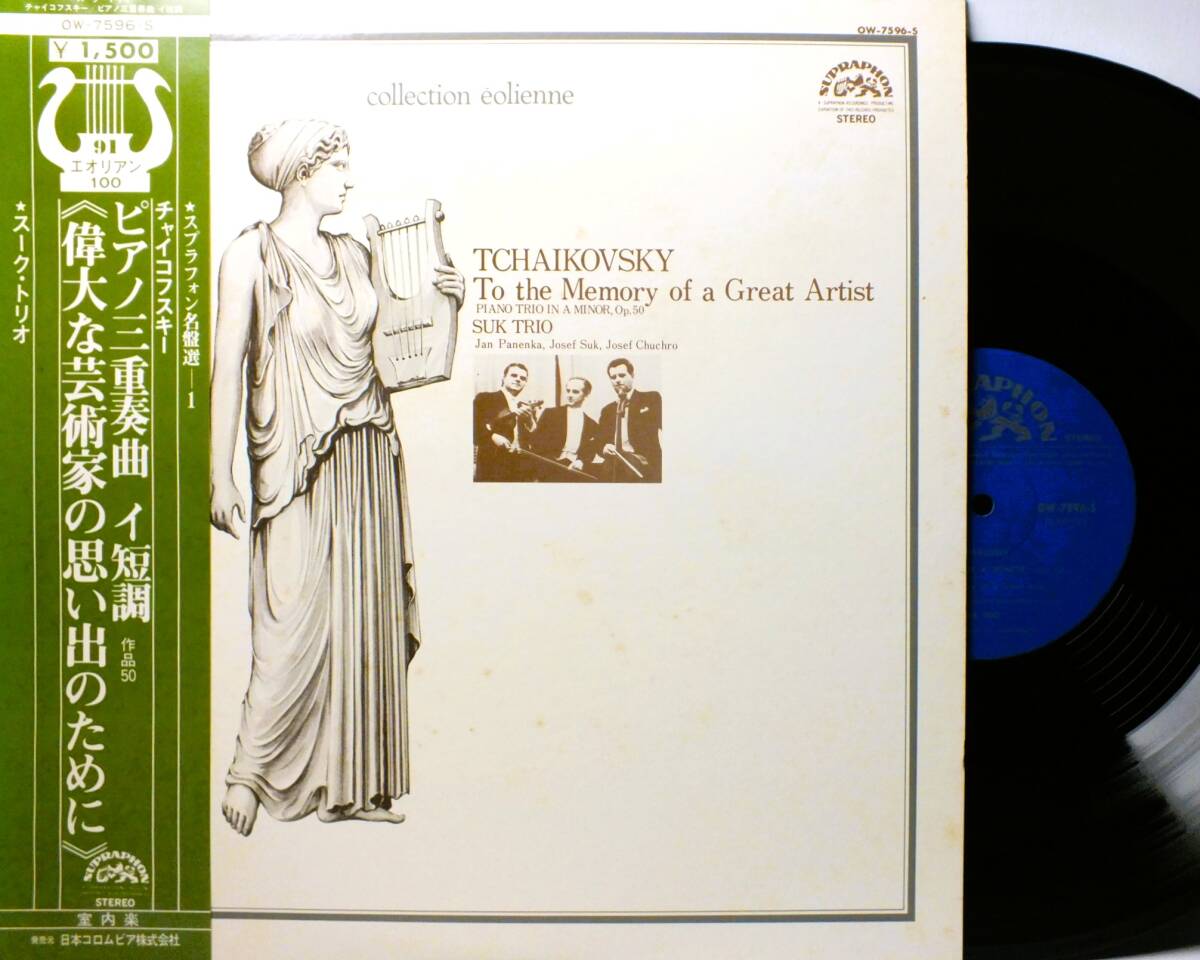 チャイコフスキー/ピアノ三重奏曲 イ短調
OW-7596-S
¥1,500
91
エオリアン
100
★スプラフォン名盤選—1
チャイコフスキー
ピアノ三重奏曲 イ短調 作品50
《偉大な芸術家の思い出のために》
★スーク・トリオ
SUPRAPHON
STEREO
室内楽
発売元 日本コロムビア株式会社
OW-7596-S
collection éolienne
SUPRAPHON
STEREO
TCHAIKOVSKY
To the Memory of a Great Artist
PIANO TRIO IN A MINOR, Op.50
SUK TRIO
Jan Panenka, Josef Suk, Josef Chuchro
SUPRAPHON
STEREO
OW-7596-S